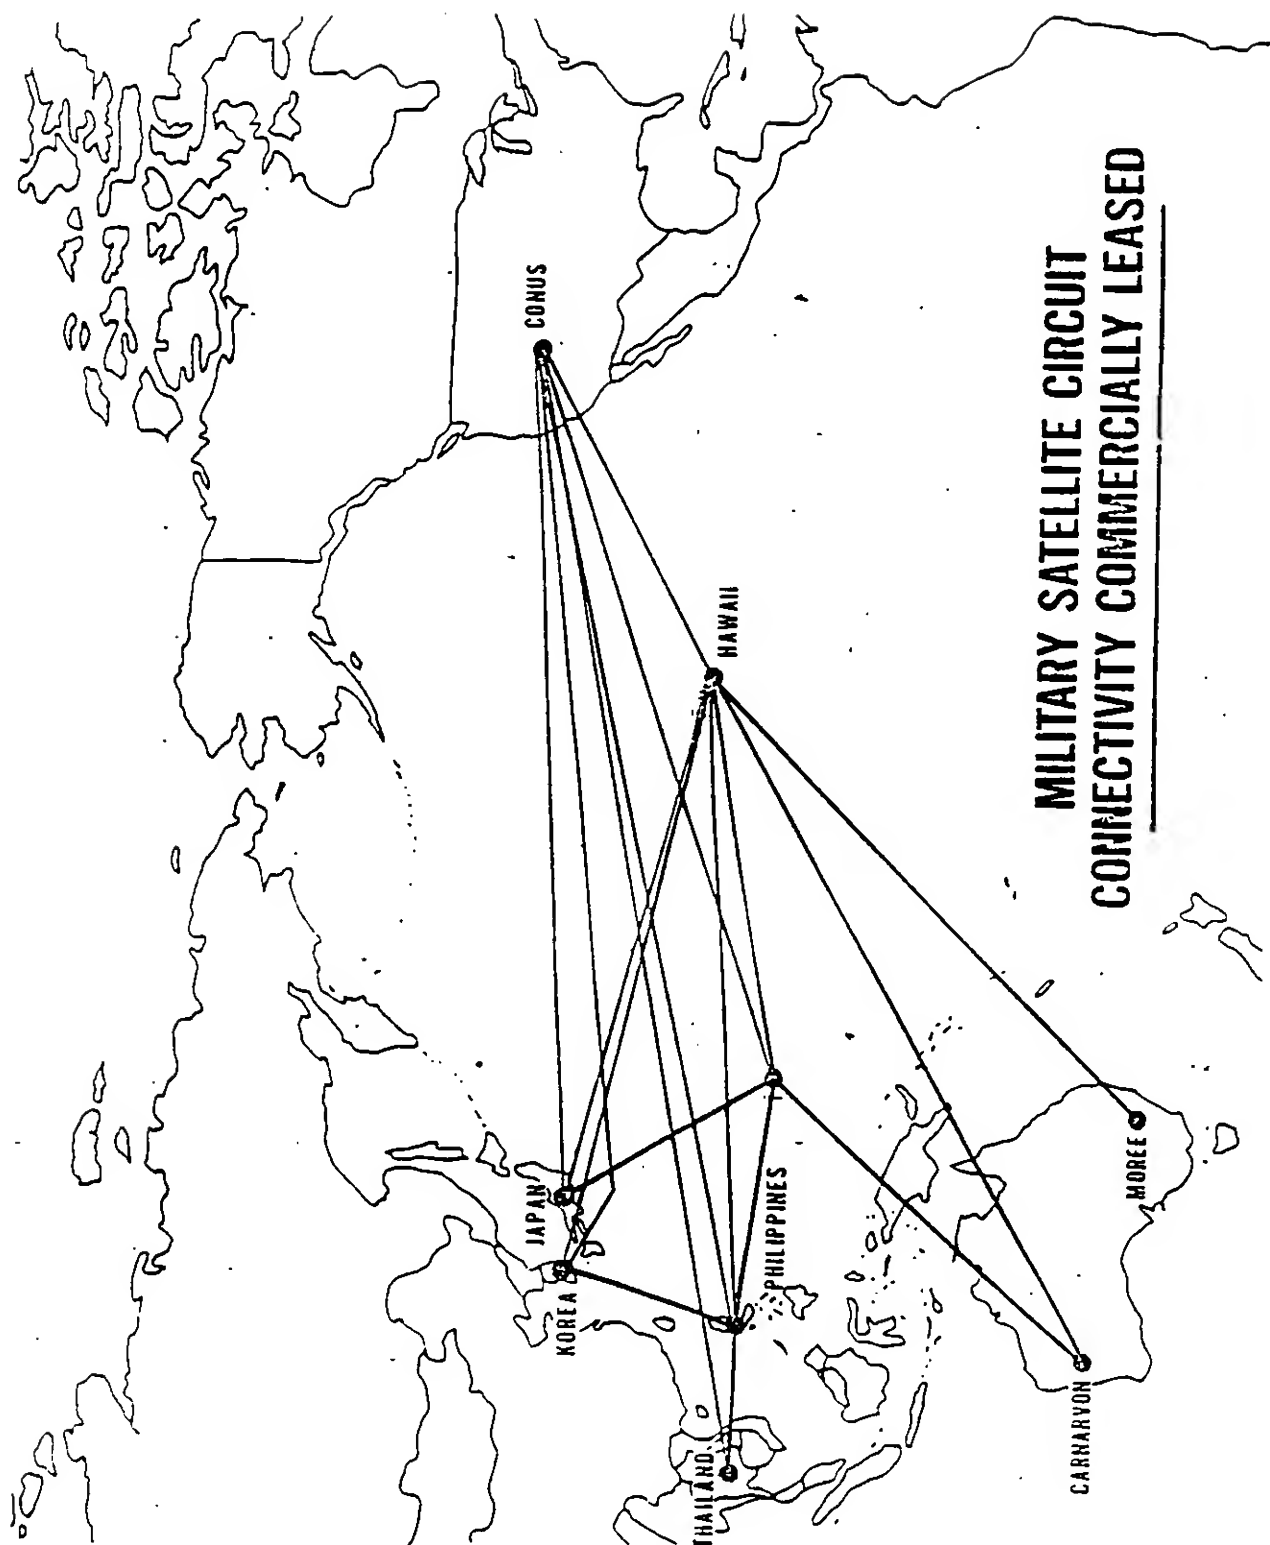 CONUS
HAWAII
JAPAN
KOREA
PHILIPPINES
THAILAND
MOREE
CARNARVON
MILITARY SATELLITE CIRCUIT
CONNECTIVITY COMMERCIALLY LEASED